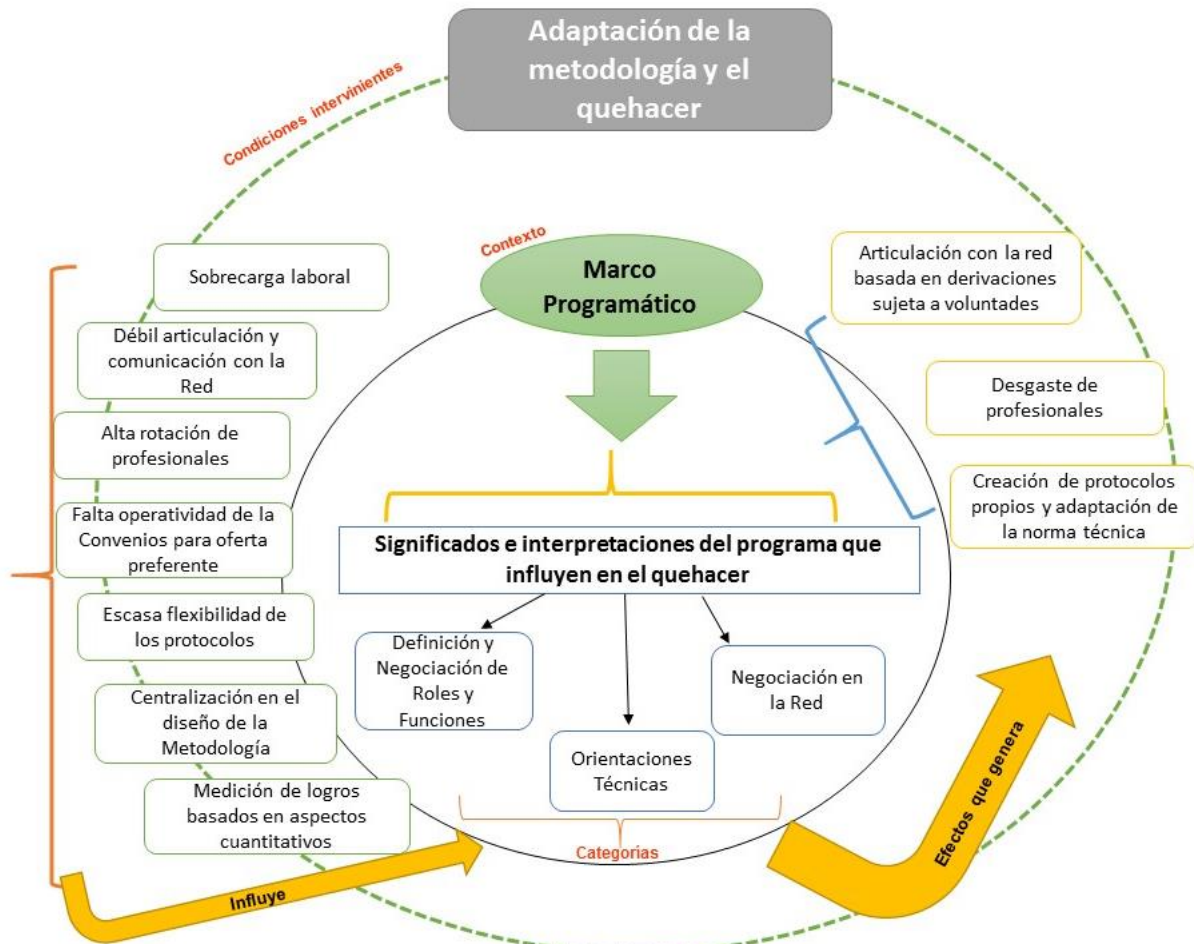 Adaptación de la
metodología y el
quehacer
Condiciones intervinientes
Contexto
Marco
Programático
Sobrecarga laboral
Débil articulación y
comunicación con la
Red
Alta rotación de
profesionales
Falta operatividad de la
Convenios para oferta
preferente
Escasa flexibilidad de
los protocolos
Centralización en el
diseño de la
Metodología
Medición de logros
basados en aspectos
cuantitativos
Influye
Significados e interpretaciones del programa que
influyen en el quehacer
Definición y
Negociación de
Roles y
Funciones
Orientaciones
Técnicas
Negociación en
la Red
Categorias
Articulación con la red
basada en derivaciones
sujeta a voluntades
Desgaste de
profesionales
Creación de protocolos
propios y adaptación de
la norma técnica
Efectos que genera